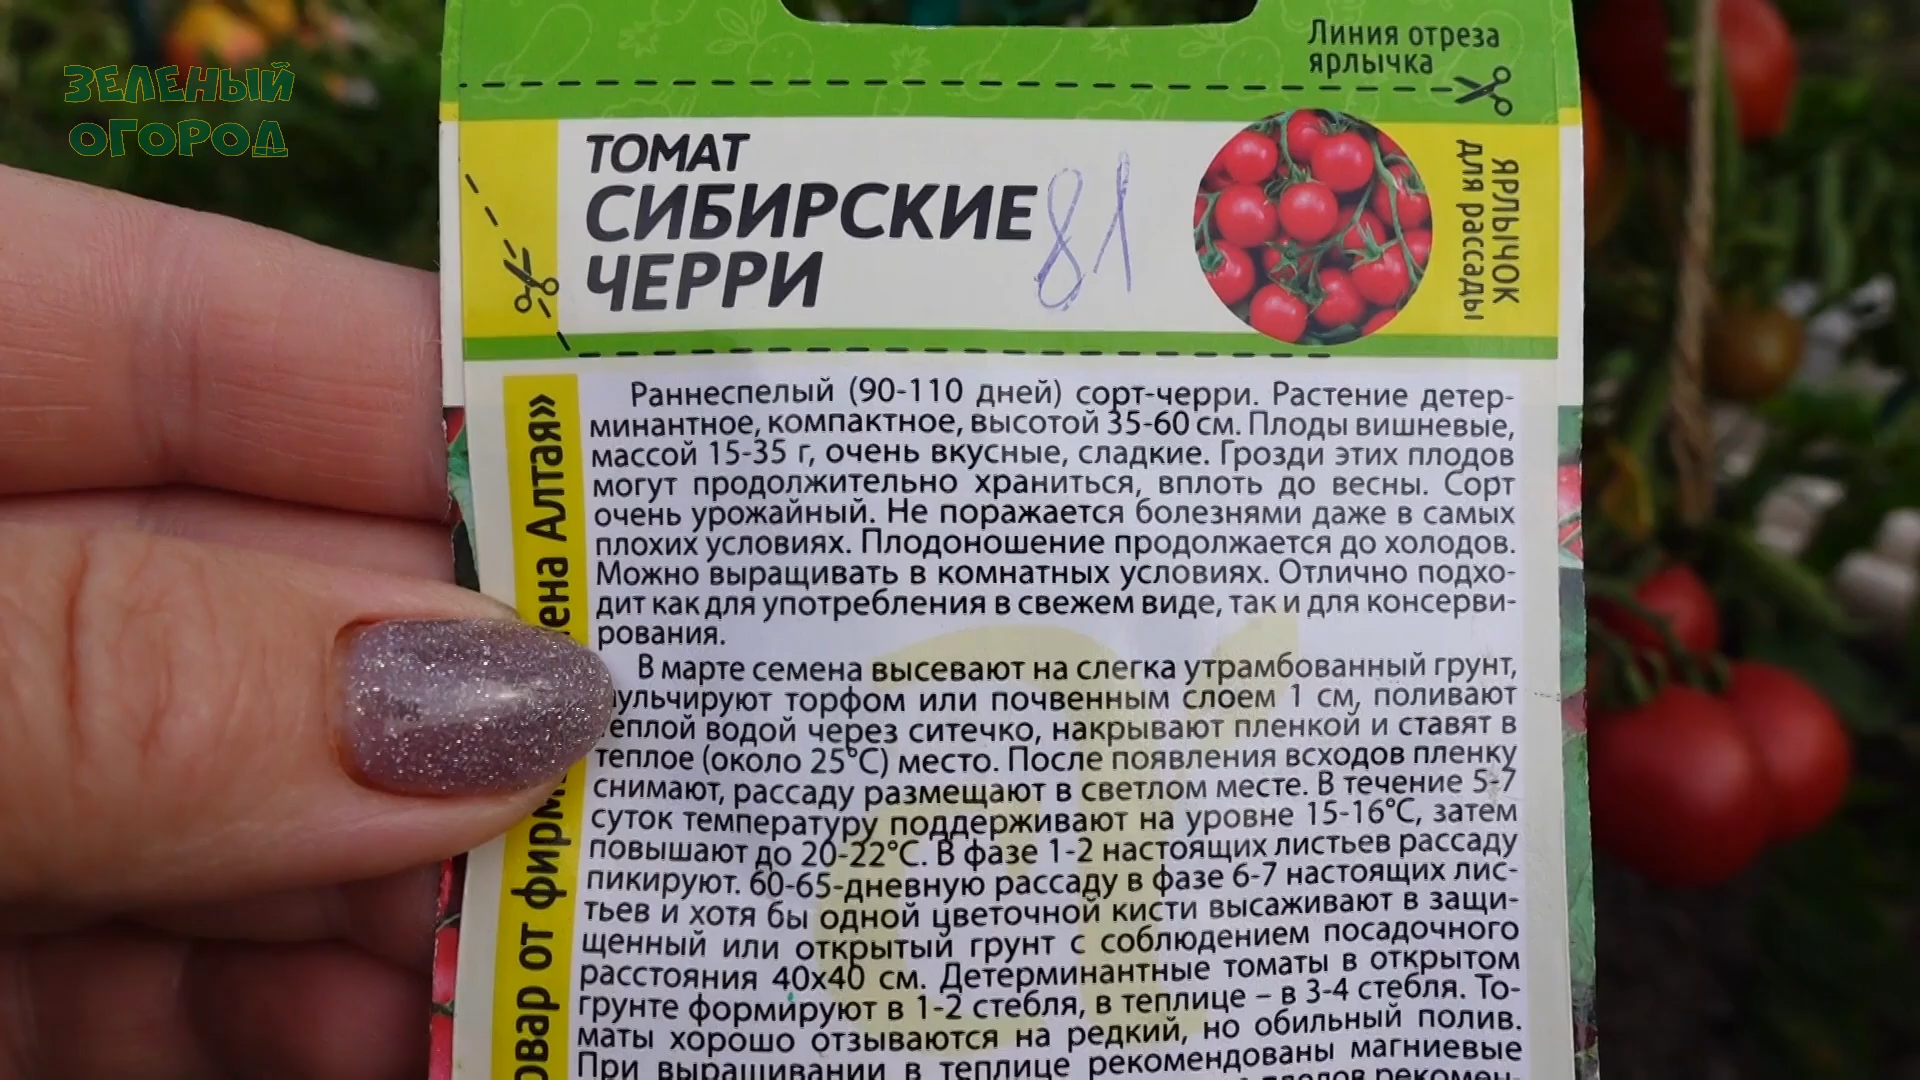 ЗЕЛЕНЫЙ
ОГОРОД
Линия отреза
ярлычка
ТОМАТ
СИБИРСКИЕ
ЧЕРРИ
81
ЯРЛЫЧОК
для рассады
Раннеспелый (90-110 дней) сорт-черри. Растение детер-
минантное, компактное, высотой 35-60 см. Плоды вишневые,
массой 15-35 г, очень вкусные, сладкие. Грозди этих плодов
могут продолжительно храниться, вплоть до весны. Сорт
очень урожайный. Не поражается болезнями даже в самых
плохих условиях. Плодоношение продолжается до холодов.
Можно выращивать в комнатных условиях. Отлично подхо-
дит как для употребления в свежем виде, так и для консерви-
рования.
В марте семена высевают на слегка утрамбованный грунт,
мульчируют торфом или почвенным слоем 1 см, поливают
теплой водой через ситечко, накрывают пленкой и ставят в
теплое (около 25°С) место. После появления всходов пленку
снимают, рассаду размещают в светлом месте. В течение 5-7
суток температуру поддерживают на уровне 15-16°С, затем
повышают до 20-22°С. В фазе 1-2 настоящих листьев рассаду
пикируют. 60-65-дневную рассаду в фазе 6-7 настоящих лис-
тьев и хотя бы одной цветочной кисти высаживают в защи-
щенный или открытый грунт с соблюдением посадочного
расстояния 40х40 см. Детерминантные томаты в открытом
грунте формируют в 1-2 стебля, в теплице – в 3-4 стебля. То-
маты хорошо отзываются на редкий, но обильный полив.
При выращивании в теплице рекомендованы магниевые
плодов рекомен-
овар от фирм ена Алтая»